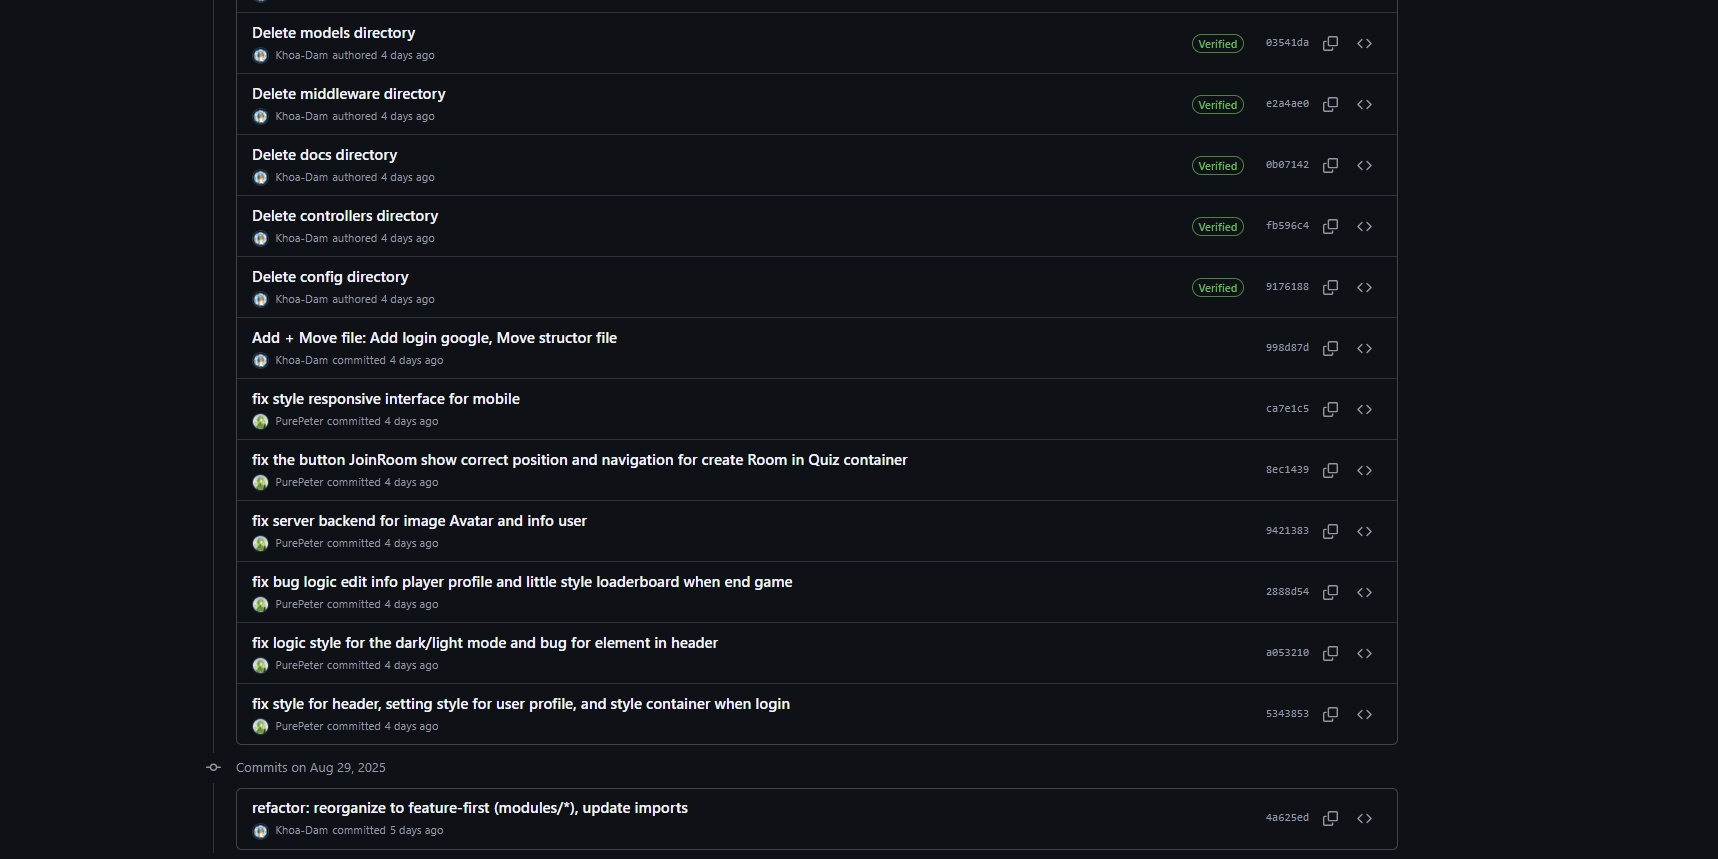 Delete models directory
Khoa-Dam authored 4 days ago
Verified
03541da
Delete middleware directory
Khoa-Dam authored 4 days ago
Verified
e2a4ae0
Delete docs directory
Khoa-Dam authored 4 days ago
Verified
0b07142
Delete controllers directory
Khoa-Dam authored 4 days ago
Verified
fb596c4
Delete config directory
Khoa-Dam authored 4 days ago
Verified
9176188
Add + Move file: Add login google, Move structor file
Khoa-Dam committed 4 days ago
998d87d
fix style responsive interface for mobile
PurePeter committed 4 days ago
ca7e1c5
fix the button JoinRoom show correct position and navigation for create Room in Quiz container
PurePeter committed 4 days ago
8ec1439
fix server backend for image Avatar and info user
PurePeter committed 4 days ago
9421383
fix bug logic edit info player profile and little style loaderboard when end game
PurePeter committed 4 days ago
2888d54
fix logic style for the dark/light mode and bug for element in header
PurePeter committed 4 days ago
a053210
fix style for header, setting style for user profile, and style container when login
PurePeter committed 4 days ago
5343853
Commits on Aug 29, 2025
refactor: reorganize to feature-first (modules/*), update imports
Khoa-Dam committed 5 days ago
4a625ed